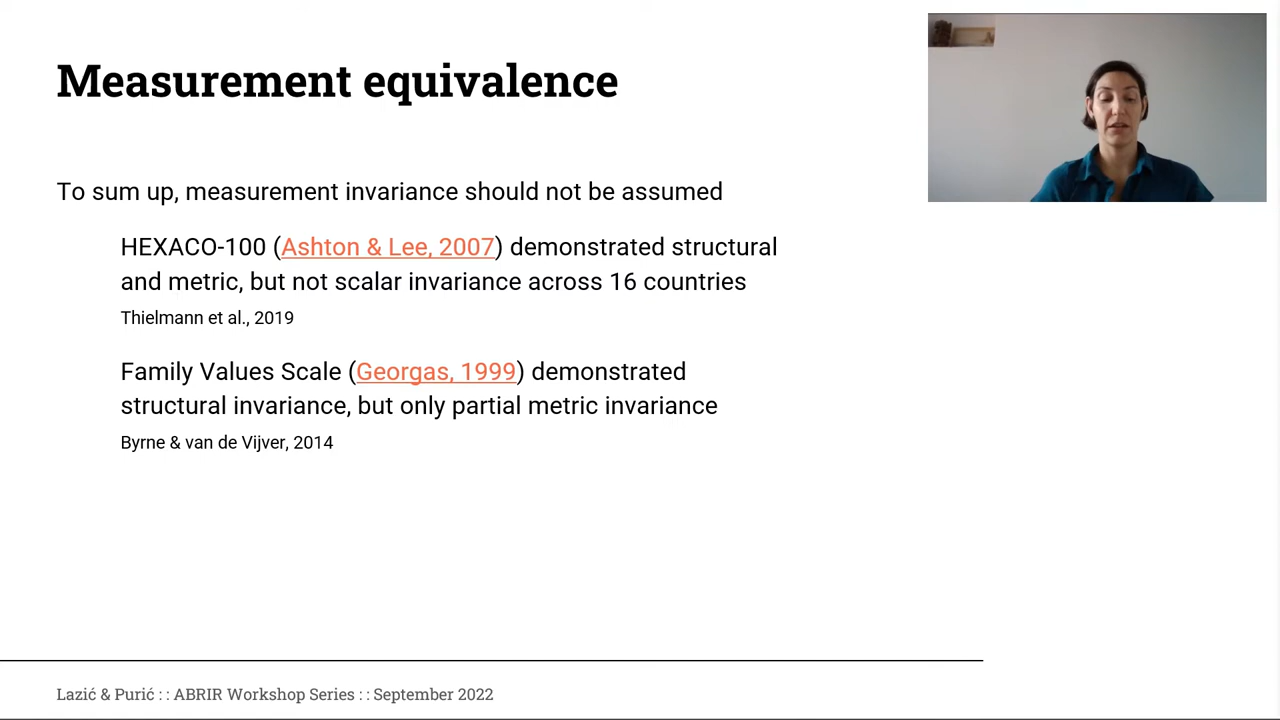 Measurement equivalence
To sum up, measurement invariance should not be assumed
HEXACO-100 (Ashton & Lee, 2007) demonstrated structural
and metric, but not scalar invariance across 16 countries
Thielmann et al., 2019
Family Values Scale (Georgas, 1999) demonstrated
structural invariance, but only partial metric invariance
Byrne & van de Vijver, 2014
Lazić & Purić : : ABRIR Workshop Series : : September 2022